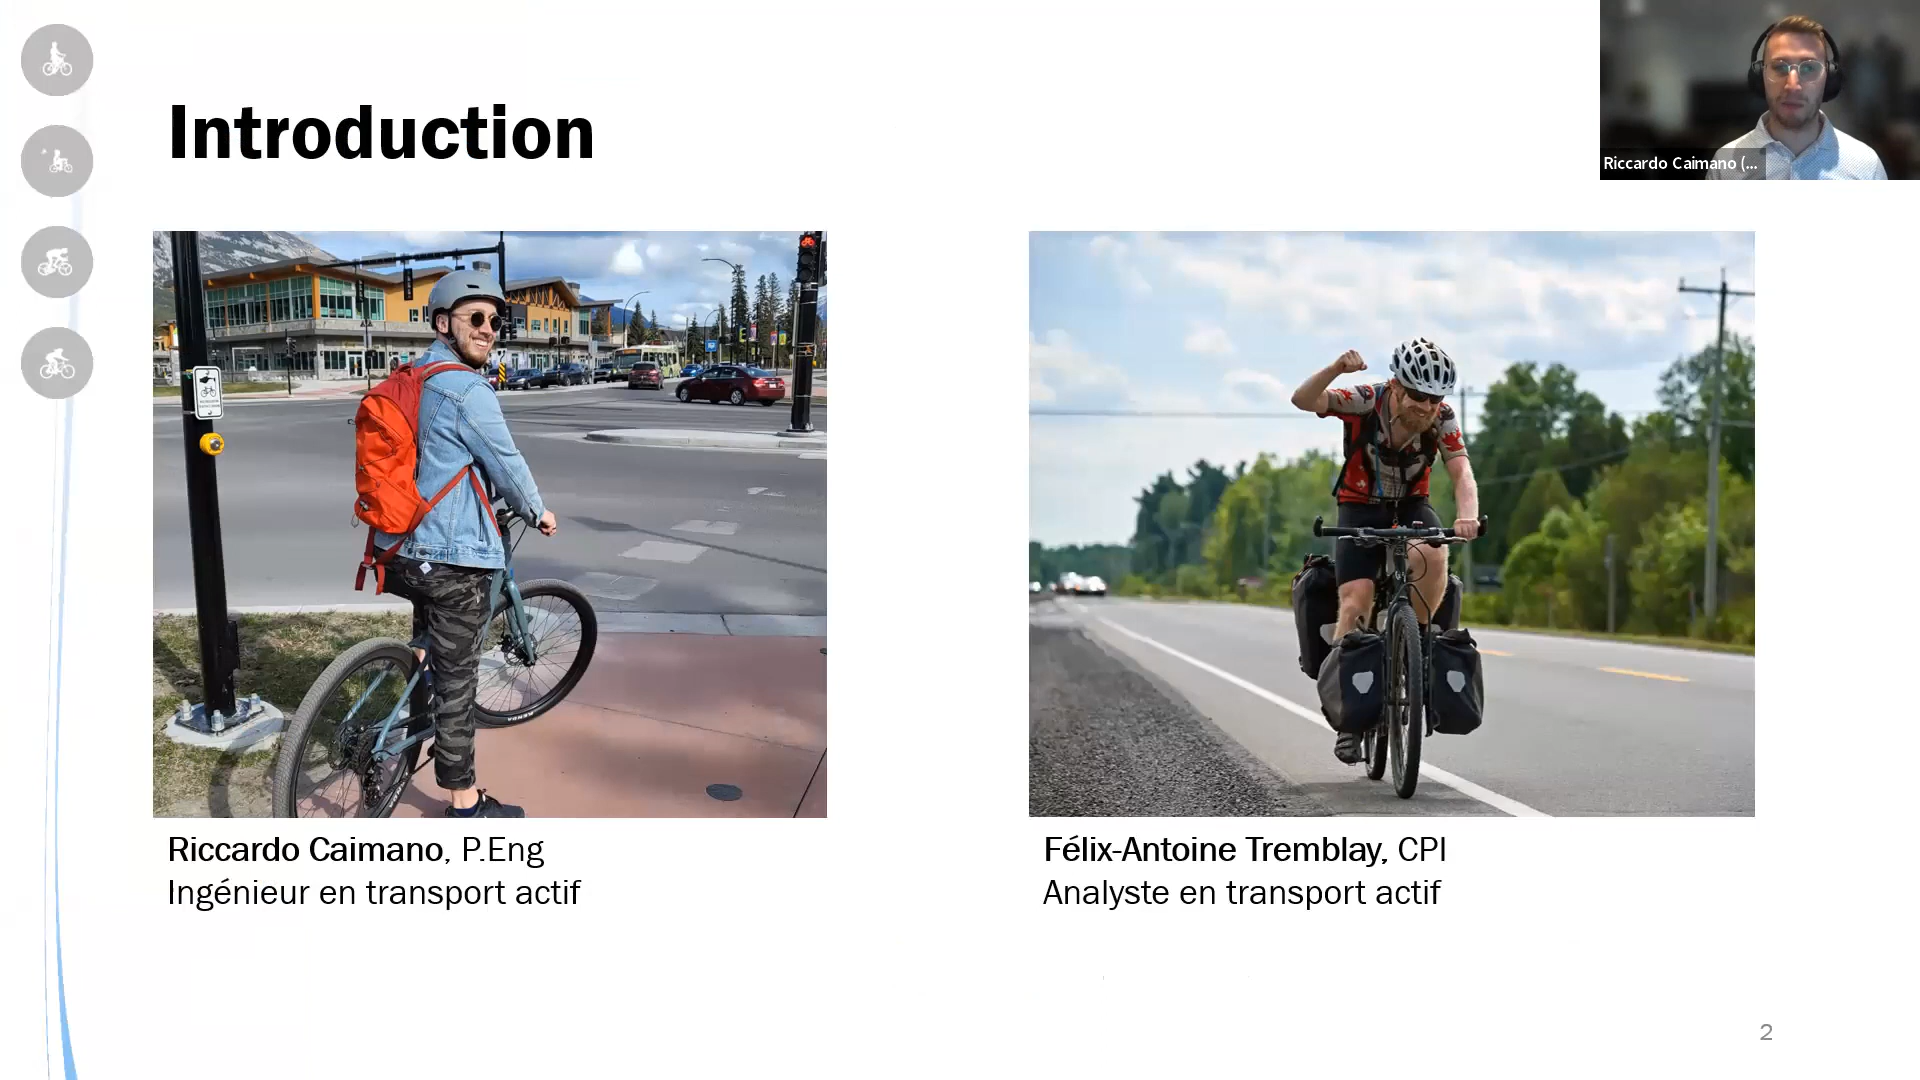 Introduction
Riccardo Caimano (...
Riccardo Caimano, P.Eng
Ingénieur en transport actif
Félix-Antoine Tremblay, CPI
Analyste en transport actif
2